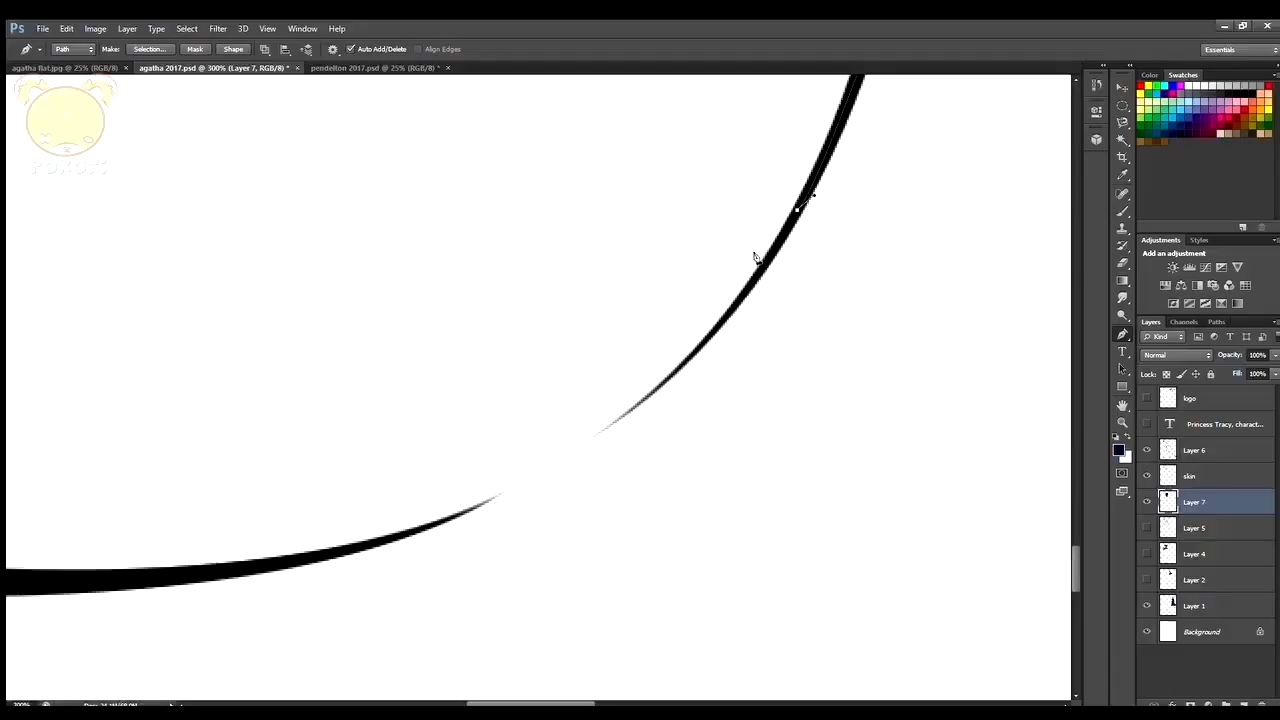 Ps File Edit Image Layer Type Select Filter 3D View Window Help
Path Make: Selection... Mask Shape Auto Add/Delete Align Edges Essentials
agatha flat.jpg @ 25% (RGB/8) × agatha 2017.psd @ 300% (Layer 7, RGB/8) * × pendelton 2017.psd @ 25% (RGB/8) * ×
Color Swatches
Adjustments Styles
Add an adjustment
Layers Channels Paths
Kind
Normal Opacity: 100%
Lock: Fill: 100%
logo
Princess Tracy, charact...
Layer 6
skin
Layer 7
Layer 5
Layer 4
Layer 2
Layer 1
Background